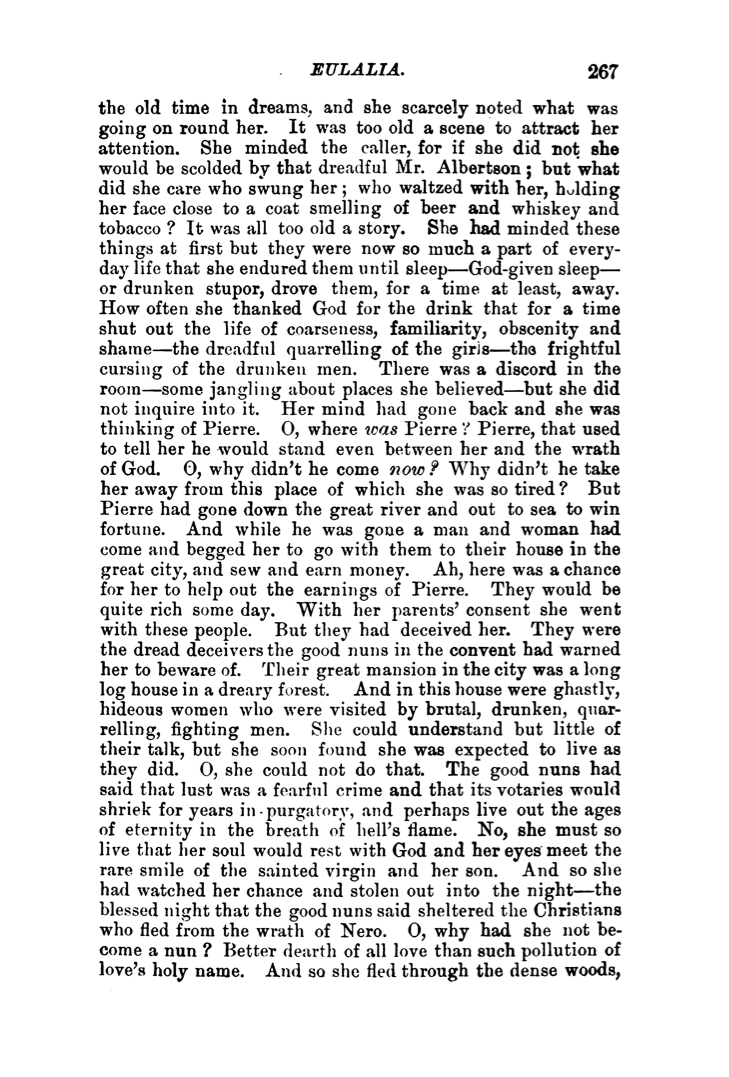 EULALIA. 267
the old time in dreams, and she scarcely noted what was
going on round her. It was too old a scene to attract her
attention. She minded the caller, for if she did not she
would be scolded by that dreadful Mr. Albertson; but what
did she care who swung her; who waltzed with her, holding
her face close to a coat smelling of beer and whiskey and
tobacco? It was all too old a story. She had minded these
things at first but they were now so much a part of every-
day life that she endured them until sleep—God-given sleep—
or drunken stupor, drove them, for a time at least, away.
How often she thanked God for the drink that for a time
shut out the life of coarseness, familiarity, obscenity and
shame—the dreadful quarrelling of the girls—the frightful
cursing of the drunken men. There was a discord in the
room—some jangling about places she believed—but she did
not inquire into it. Her mind had gone back and she was
thinking of Pierre. O, where was Pierre? Pierre, that used
to tell her he would stand even between her and the wrath
of God. O, why didn't he come now? Why didn't he take
her away from this place of which she was so tired? But
Pierre had gone down the great river and out to sea to win
fortune. And while he was gone a man and woman had
come and begged her to go with them to their house in the
great city, and sew and earn money. Ah, here was a chance
for her to help out the earnings of Pierre. They would be
quite rich some day. With her parents' consent she went
with these people. But they had deceived her. They were
the dread deceivers the good nuns in the convent had warned
her to beware of. Their great mansion in the city was a long
log house in a dreary forest. And in this house were ghastly,
hideous women who were visited by brutal, drunken, quar-
relling, fighting men. She could understand but little of
their talk, but she soon found she was expected to live as
they did. O, she could not do that. The good nuns had
said that lust was a fearful crime and that its votaries would
shriek for years in purgatory, and perhaps live out the ages
of eternity in the breath of hell's flame. No, she must so
live that her soul would rest with God and her eyes meet the
rare smile of the sainted virgin and her son. And so she
had watched her chance and stolen out into the night—the
blessed night that the good nuns said sheltered the Christians
who fled from the wrath of Nero. O, why had she not be-
come a nun? Better dearth of all love than such pollution of
love's holy name. And so she fled through the dense woods,